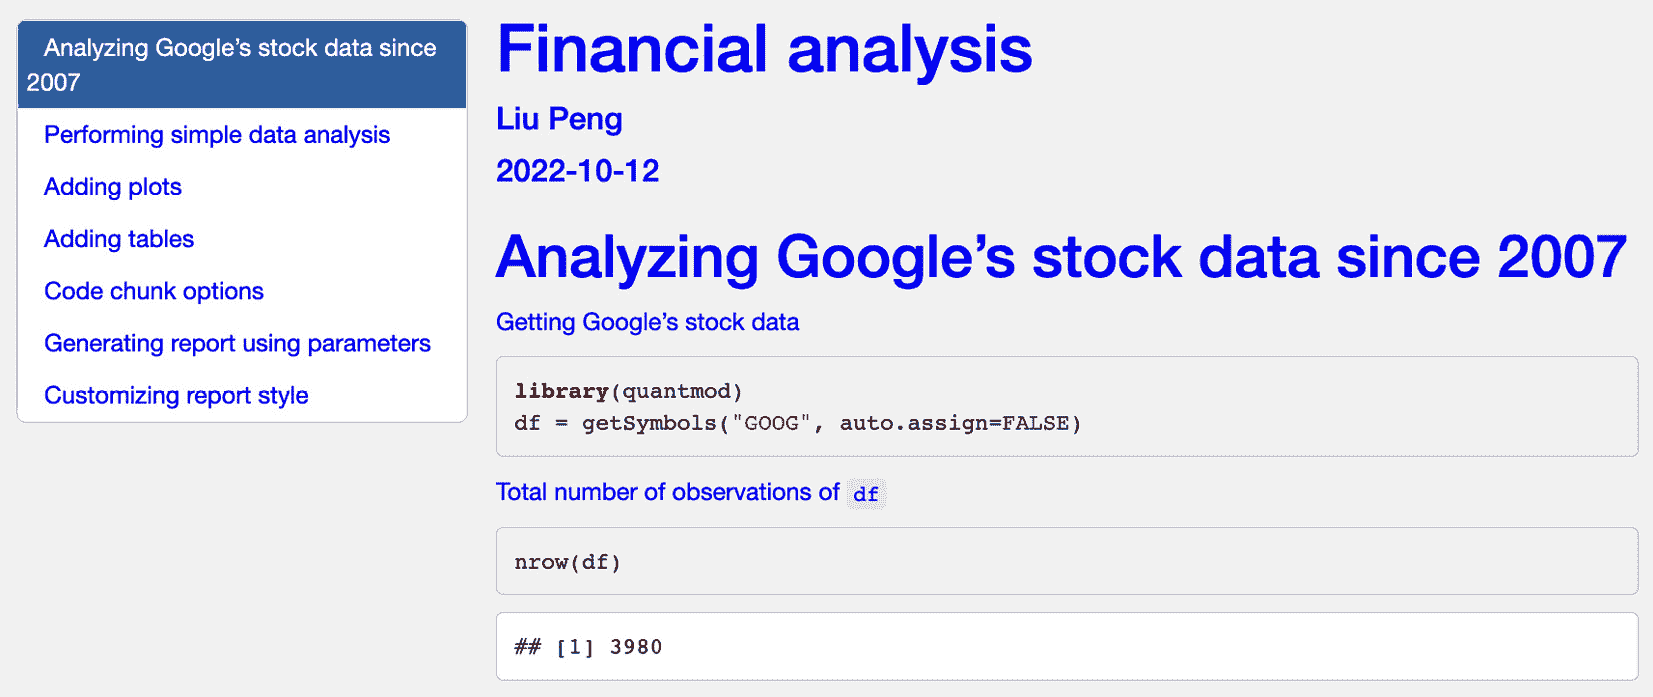 Analyzing Google’s stock data since
2007
Performing simple data analysis
Adding plots
Adding tables
Code chunk options
Generating report using parameters
Customizing report style
Financial analysis
Liu Peng
2022-10-12
Analyzing Google’s stock data since 2007
Getting Google’s stock data
library(quantmod)
df = getSymbols("GOOG", auto.assign=FALSE)
Total number of observations of df
nrow(df)
## [1] 3980